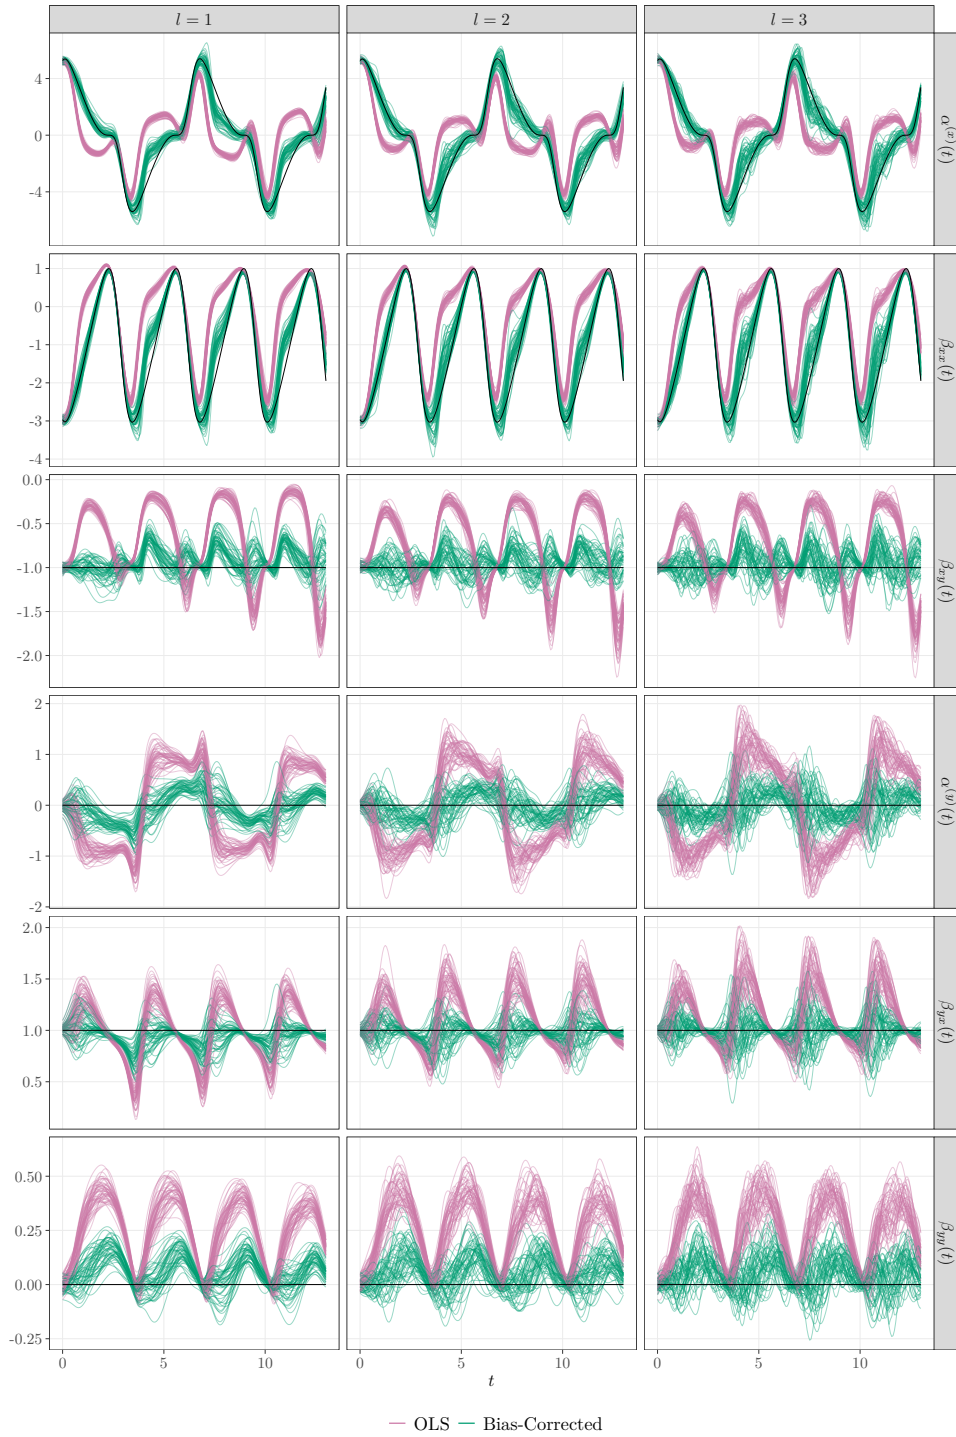 l = 1
l = 2
l = 3
4
0
-4
α^(x)(t)
1
0
-1
-2
-3
-4
β_xx(t)
0.0
-0.5
-1.0
-1.5
-2.0
β_xy(t)
2
1
0
-1
-2
α^(y)(t)
2.0
1.5
1.0
0.5
β_yx(t)
0.50
0.25
0.00
-0.25
β_yy(t)
0 5 10 0 5 10 0 5 10
t
OLS Bias-Corrected